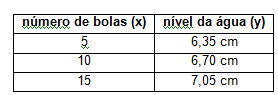 número de bolas (x) nível da água (y)
5 6,35 cm
10 6,70 cm
15 7,05 cm